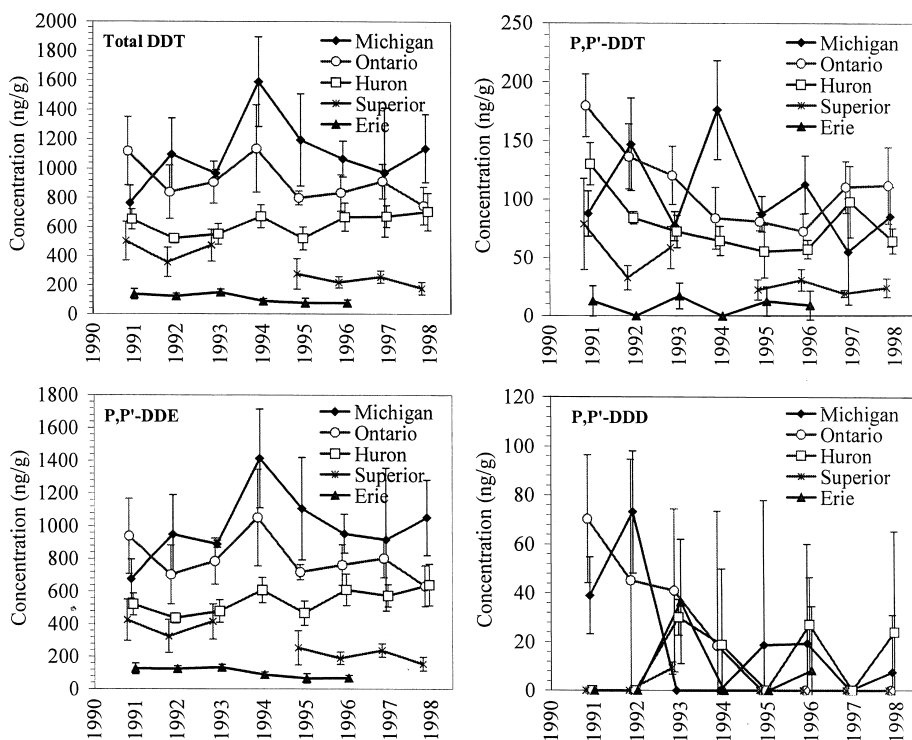 Total DDT
Michigan
Ontario
Huron
Superior
Erie
Concentration (ng/g)
2000
1800
1600
1400
1200
1000
800
600
400
200
0
1990
1991
1992
1993
1994
1995
1996
1997
1998
P,P'-DDT
Michigan
Ontario
Huron
Superior
Erie
Concentration (ng/g)
250
200
150
100
50
0
1990
1991
1992
1993
1994
1995
1996
1997
1998
P,P'-DDE
Michigan
Ontario
Huron
Superior
Erie
Concentration (ng/g)
1800
1600
1400
1200
1000
800
600
400
200
0
1990
1991
1992
1993
1994
1995
1996
1997
1998
P,P'-DDD
Michigan
Ontario
Huron
Superior
Erie
Concentration (ng/g)
120
100
80
60
40
20
0
1990
1991
1992
1993
1994
1995
1996
1997
1998